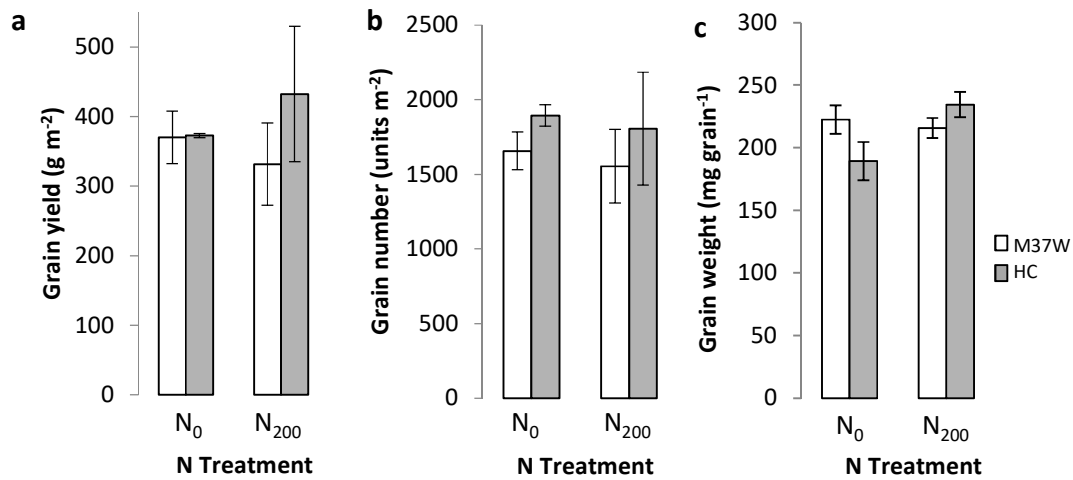 a
Grain yield (g m⁻²)
500
400
300
200
100
0
N₀ N₂₀₀
N Treatment
b
Grain number (units m⁻²)
2500
2000
1500
1000
500
0
N₀ N₂₀₀
N Treatment
c
Grain weight (mg grain⁻¹)
300
250
200
150
100
50
0
N₀ N₂₀₀
N Treatment
M37W
HC